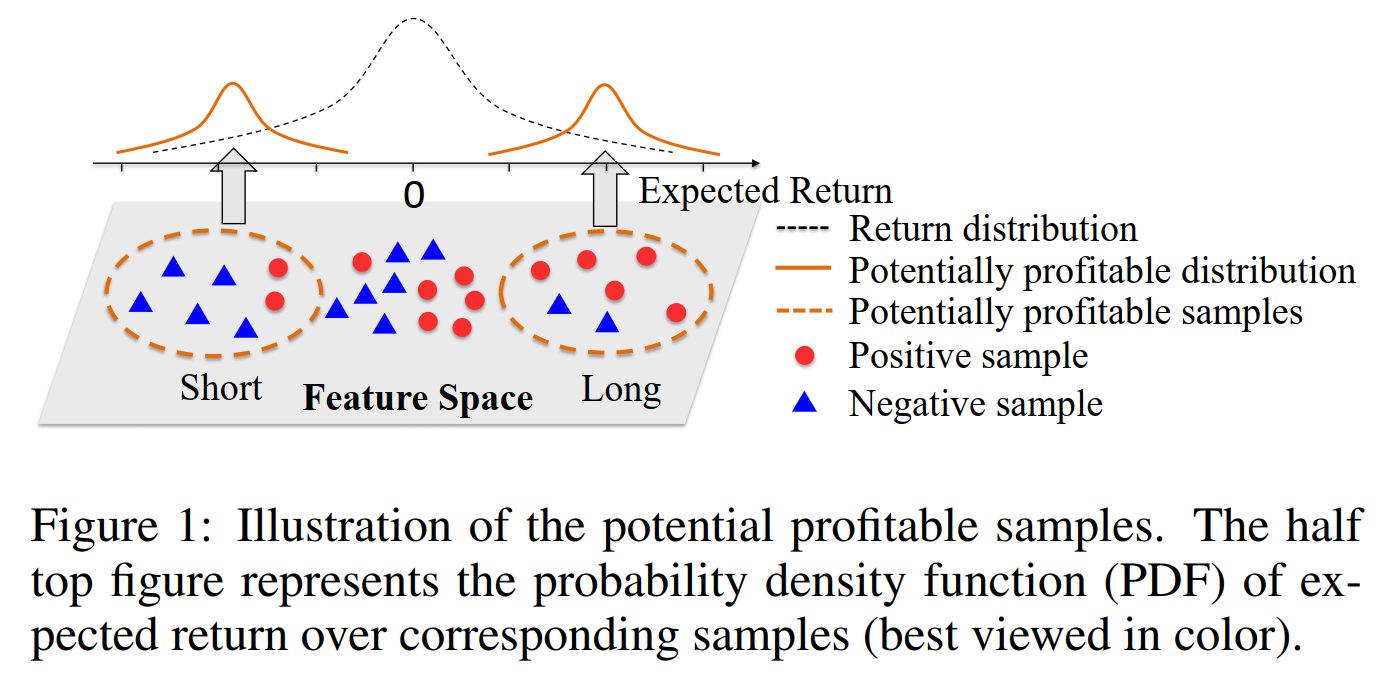 0
Expected Return
Return distribution
Potentially profitable distribution
Potentially profitable samples
Positive sample
Negative sample
Short
Feature Space
Long
Figure 1: Illustration of the potential profitable samples. The half
top figure represents the probability density function (PDF) of ex-
pected return over corresponding samples (best viewed in color).